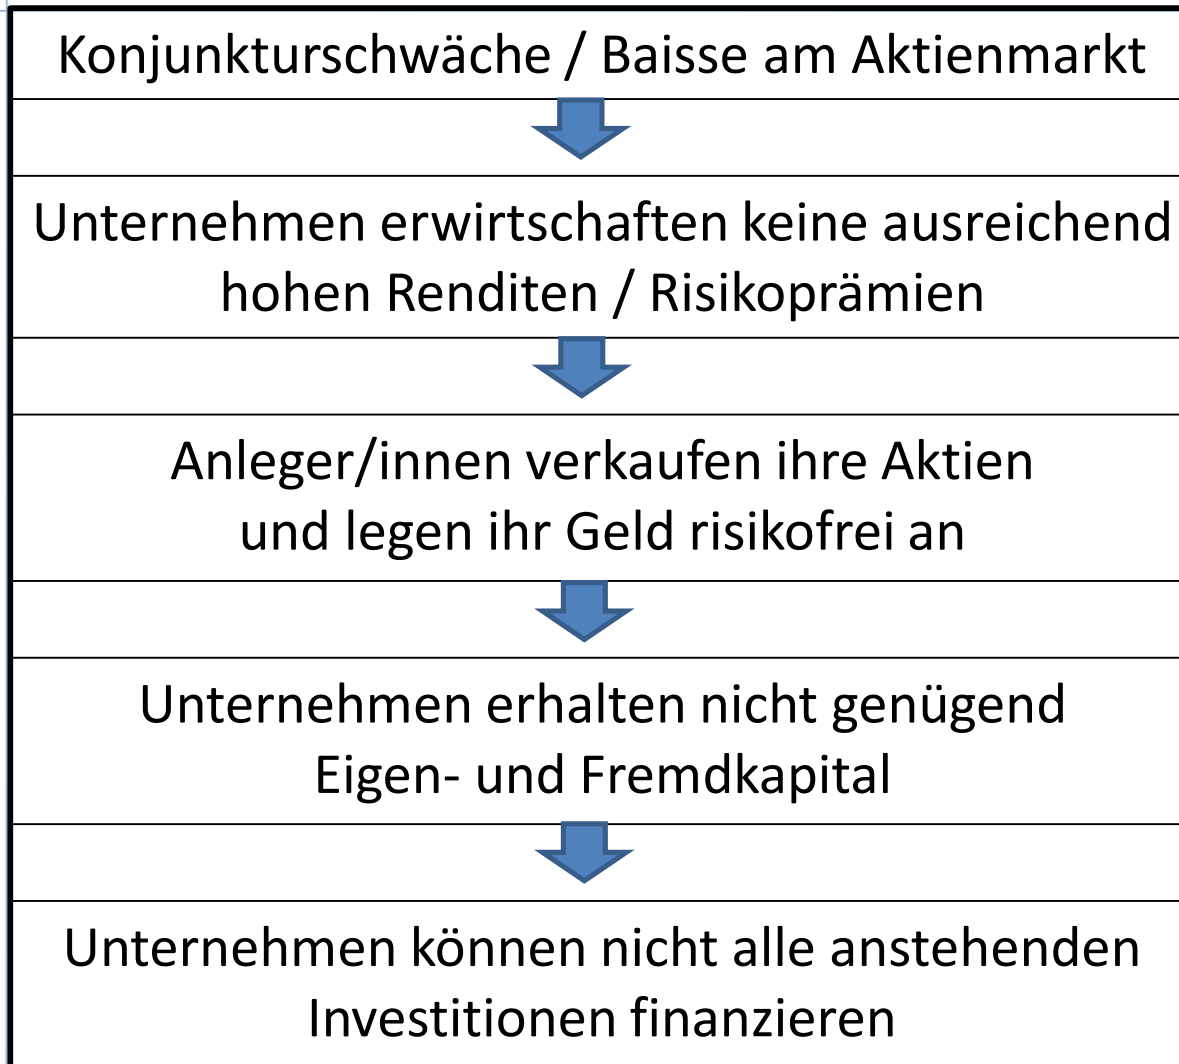 Konjunkturschwäche / Baisse am Aktienmarkt
Unternehmen erwirtschaften keine ausreichend
hohen Renditen / Risikoprämien
Anleger/innen verkaufen ihre Aktien
und legen ihr Geld risikofrei an
Unternehmen erhalten nicht genügend
Eigen- und Fremdkapital
Unternehmen können nicht alle anstehenden
Investitionen finanzieren